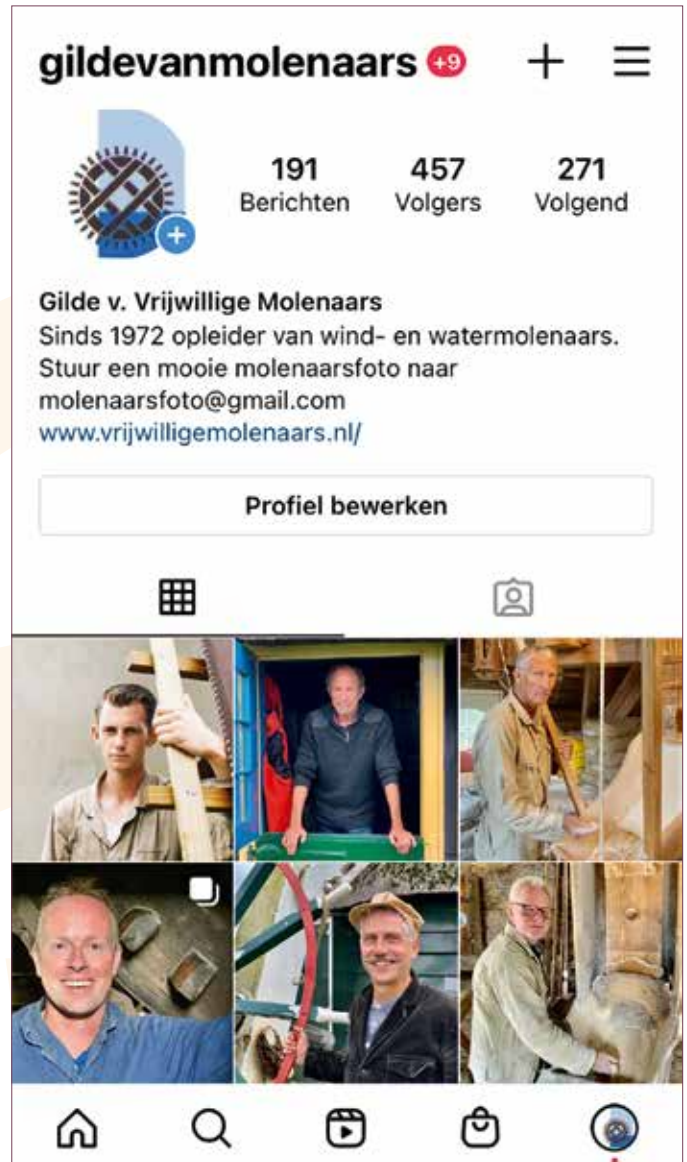 gildevanmolenaars +9
191 457 271
Berichten Volgers Volgend
Gilde v. Vrijwillige Molenaars
Sinds 1972 opleider van wind- en watermolenaars.
Stuur een mooie molenaarsfoto naar
molenaarsfoto@gmail.com
www.vrijwilligemolenaars.nl/
Profiel bewerken